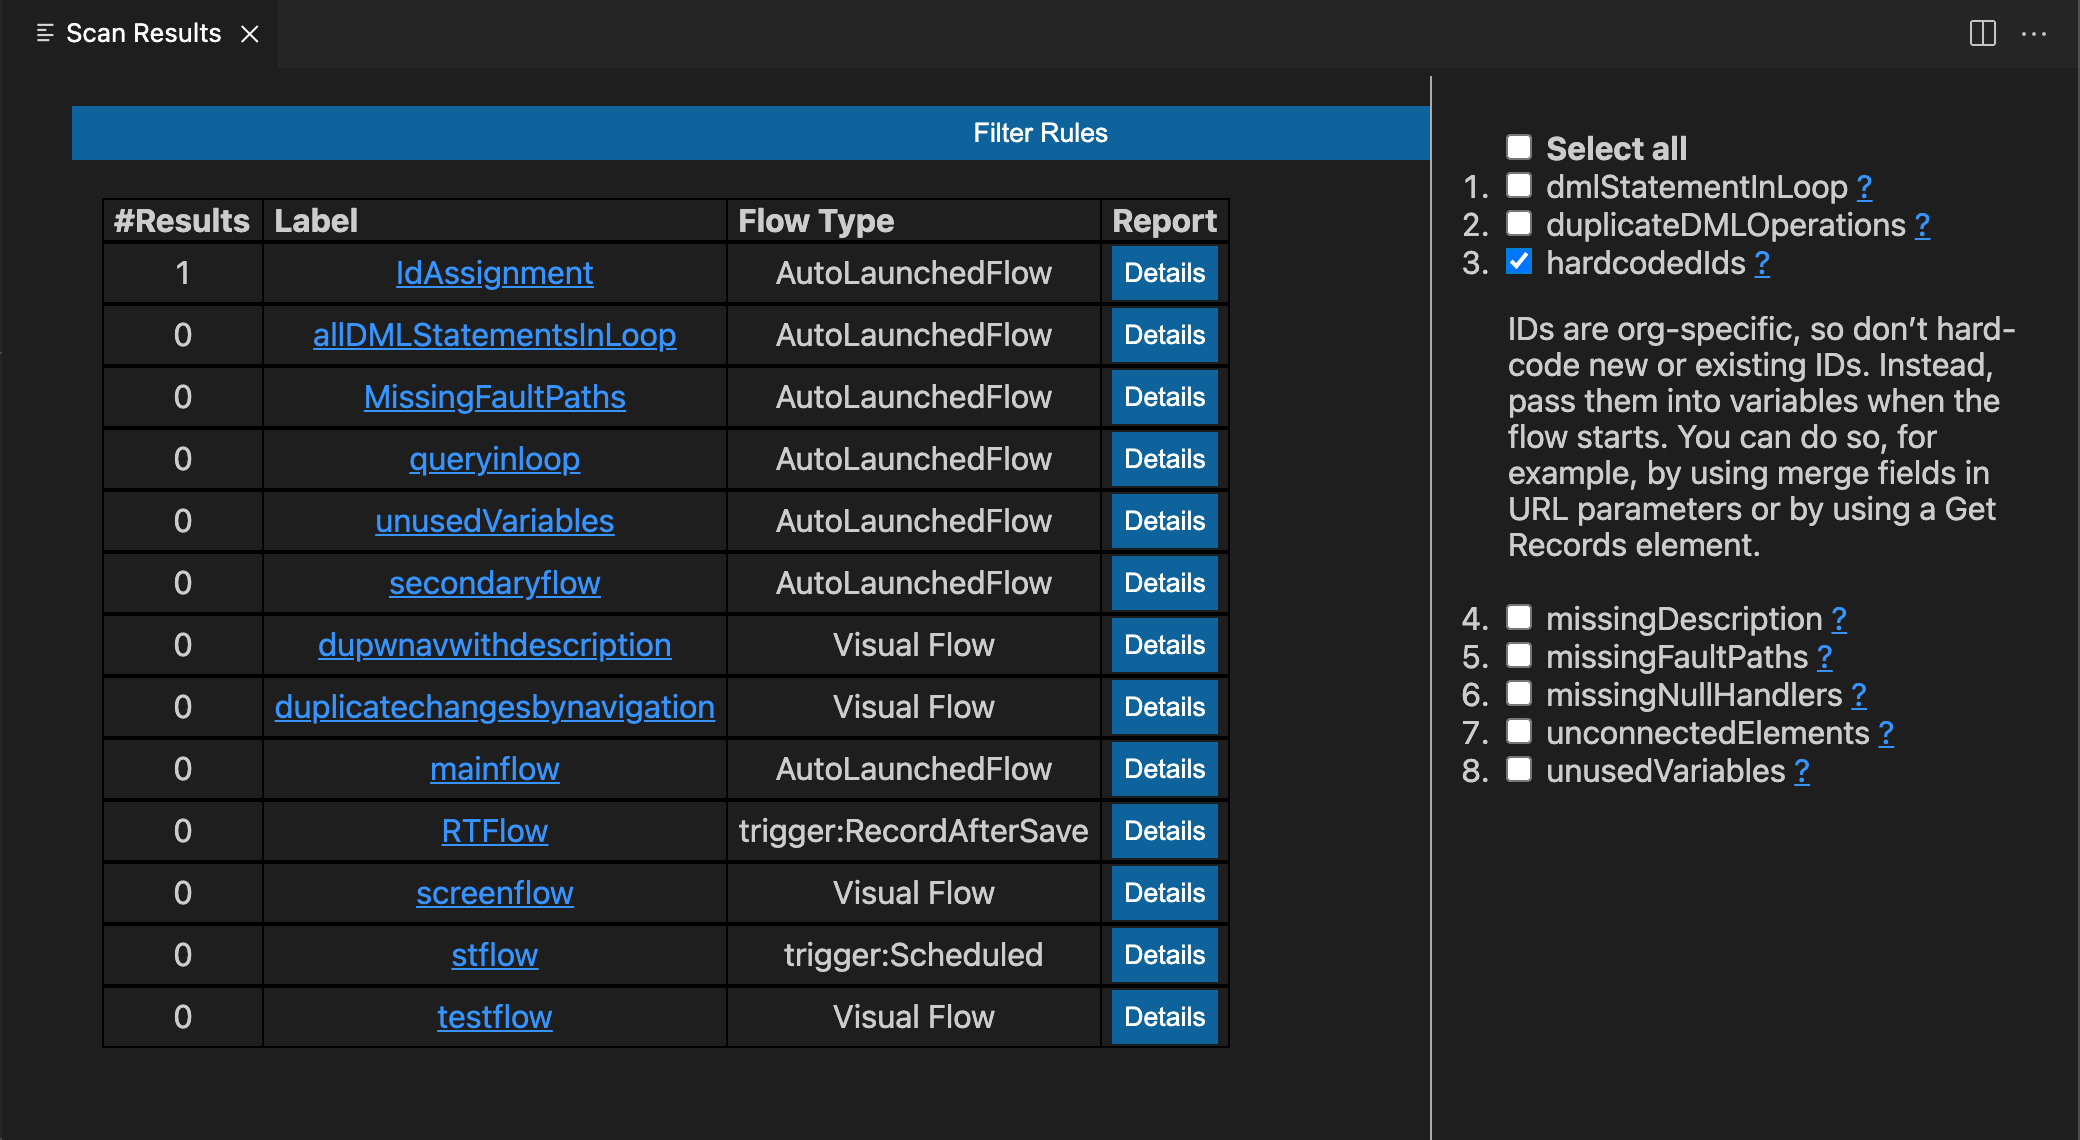 Scan Results
Filter Rules
#Results Label Flow Type Report
1 IdAssignment AutoLaunchedFlow Details
0 allDMLStatementsInLoop AutoLaunchedFlow Details
0 MissingFaultPaths AutoLaunchedFlow Details
0 queryinloop AutoLaunchedFlow Details
0 unusedVariables AutoLaunchedFlow Details
0 secondaryflow AutoLaunchedFlow Details
0 dupwnavwithdescription Visual Flow Details
0 duplicatechangesbynavigation Visual Flow Details
0 mainflow AutoLaunchedFlow Details
0 RTFlow trigger:RecordAfterSave Details
0 screenflow Visual Flow Details
0 stflow trigger:Scheduled Details
0 testflow Visual Flow Details
Select all
1. dmlStatementInLoop ?
2. duplicateDMLOperations ?
3. hardcodedIds ?
IDs are org-specific, so don’t hard-
code new or existing IDs. Instead,
pass them into variables when the
flow starts. You can do so, for
example, by using merge fields in
URL parameters or by using a Get
Records element.
4. missingDescription ?
5. missingFaultPaths ?
6. missingNullHandlers ?
7. unconnectedElements ?
8. unusedVariables ?